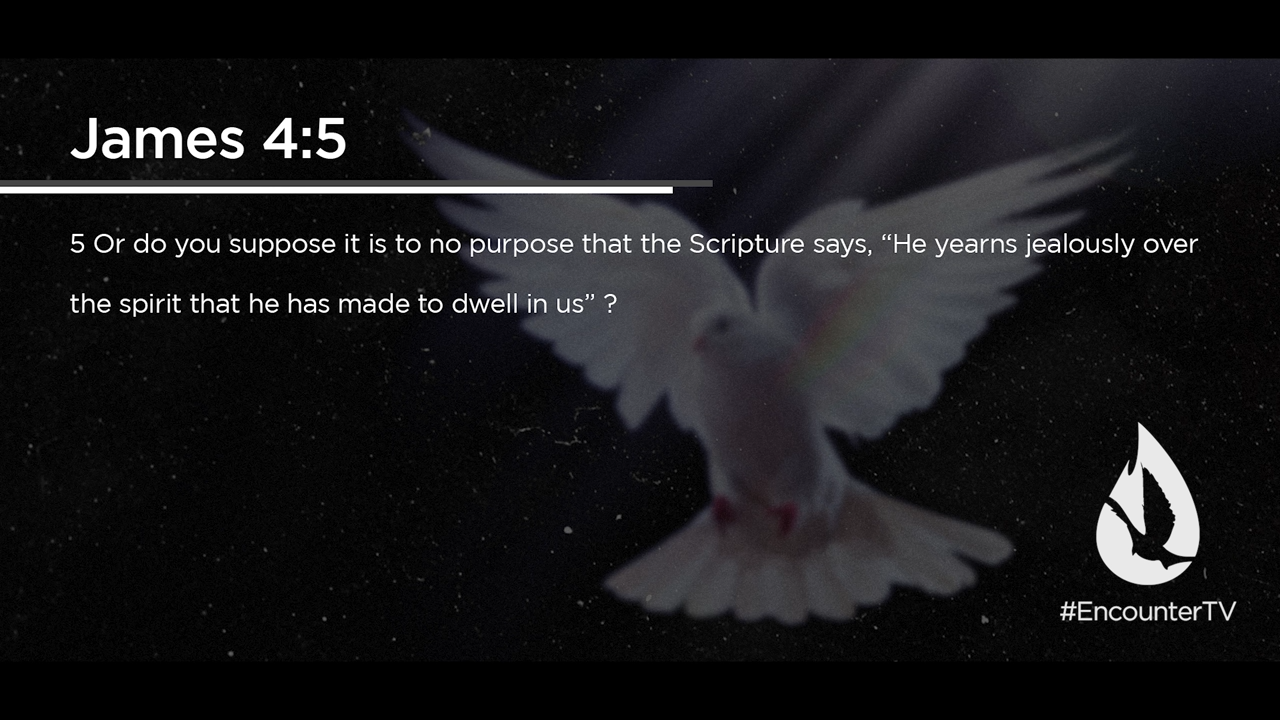 James 4:5
5 Or do you suppose it is to no purpose that the Scripture says, “He yearns jealously over
the spirit that he has made to dwell in us” ?
#EncounterTV